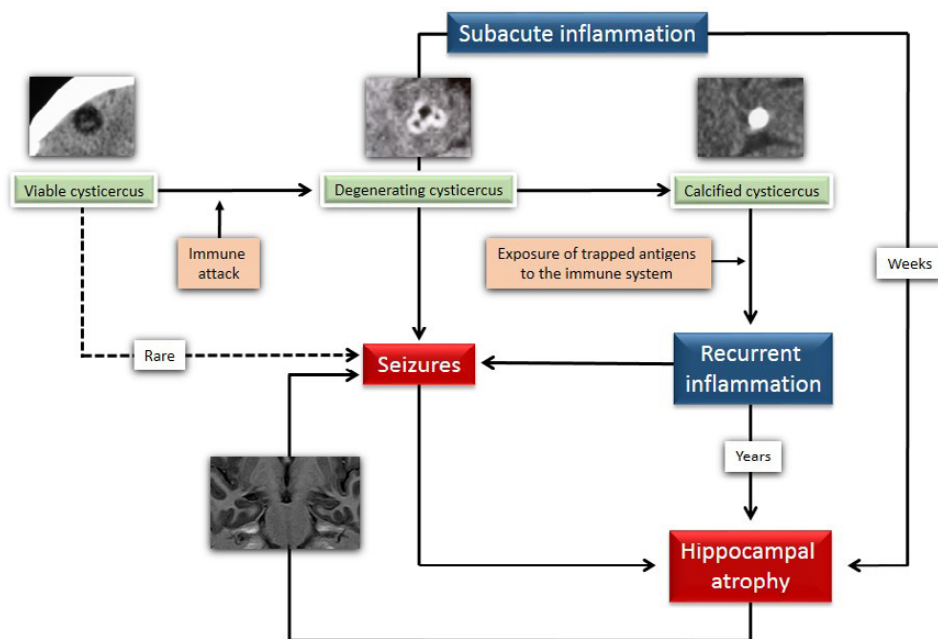 Subacute inflammation
Viable cysticercus
Degenerating cysticercus
Calcified cysticercus
Immune
attack
Exposure of trapped antigens
to the immune system
Weeks
Rare
Seizures
Recurrent
inflammation
Years
Hippocampal
atrophy